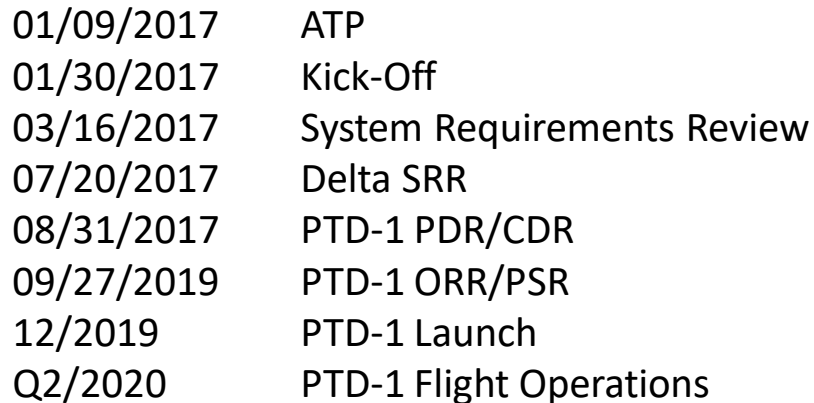 01/09/2017 ATP
01/30/2017 Kick-Off
03/16/2017 System Requirements Review
07/20/2017 Delta SRR
08/31/2017 PTD-1 PDR/CDR
09/27/2019 PTD-1 ORR/PSR
12/2019 PTD-1 Launch
Q2/2020 PTD-1 Flight Operations